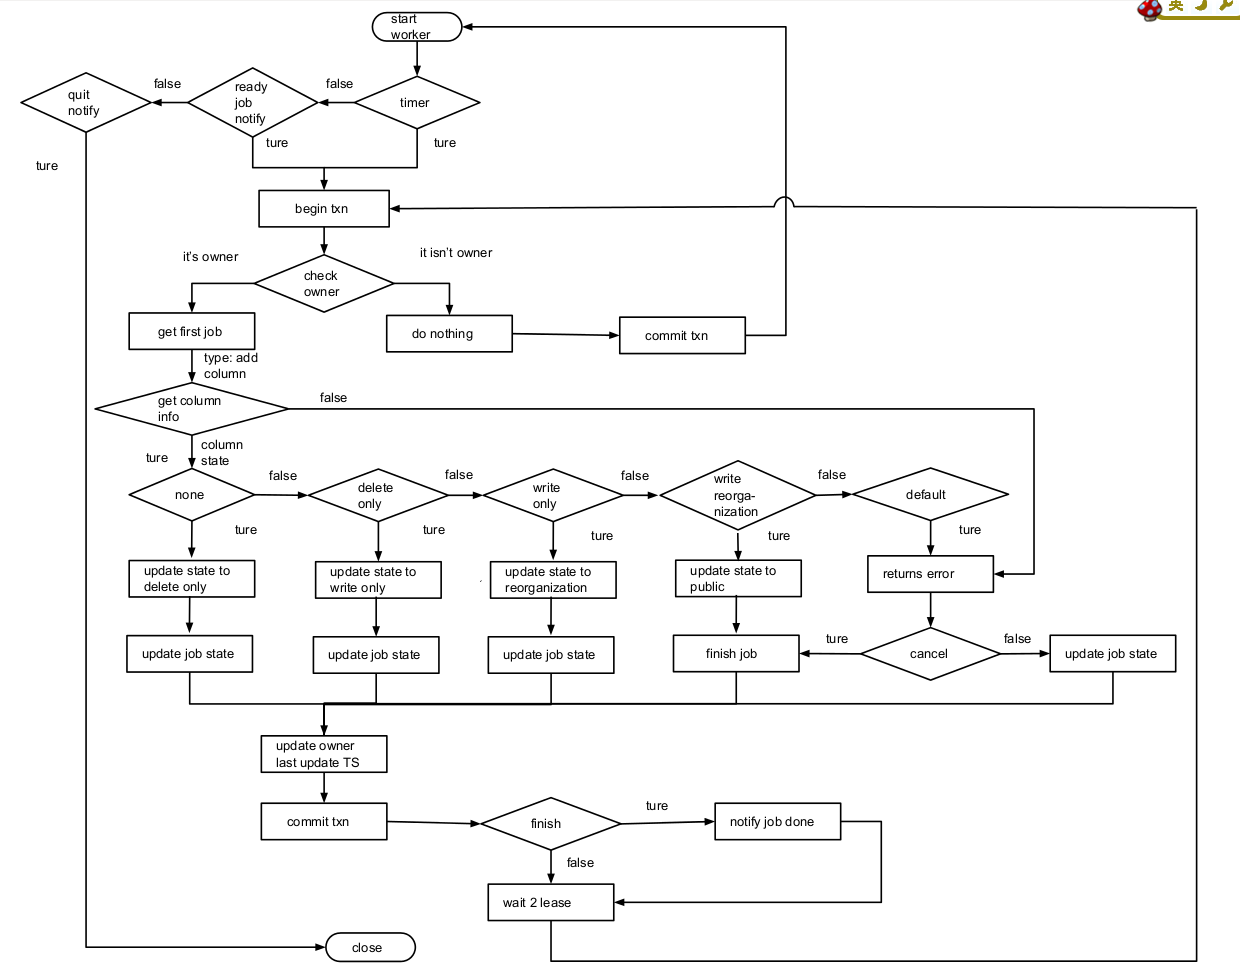 英
start
worker
false
false
quit
notify
ready
job
notify
timer
ture
ture
ture
begin txn
it's owner
it isn't owner
check
owner
get first job
do nothing
commit txn
type: add
column
get column
info
false
ture
column
state
none
false
delete
only
false
write
only
false
write
reorga-
nization
false
default
ture
ture
ture
ture
ture
update state to
delete only
update state to
write only
update state to
reorganization
update state to
public
returns error
update job state
update job state
update job state
finish job
ture
cancel
false
update job state
update owner
last update TS
commit txn
finish
ture
notify job done
false
wait 2 lease
close